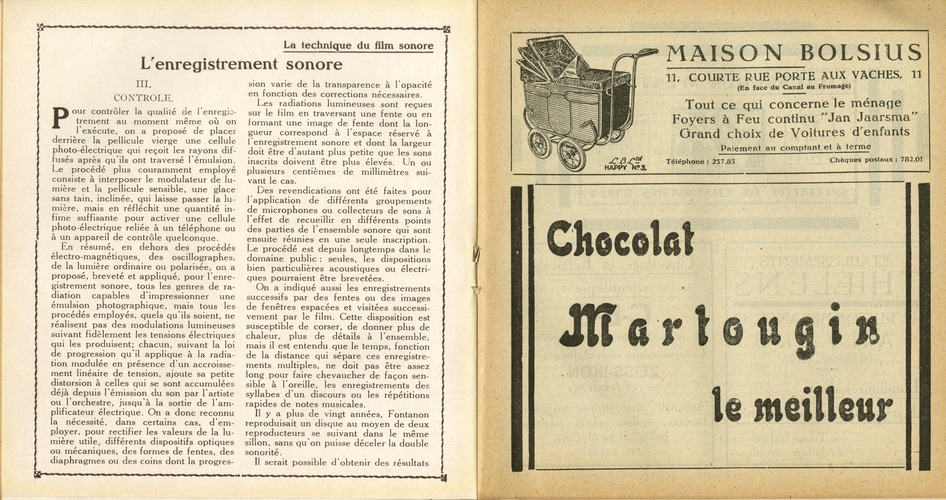 La technique du film sonore
L'enregistrement sonore
III.
CONTROLE.
Pour contrôler la qualité de l'enregis-
trement au moment même où on
l'exécute, on a proposé de placer
derrière la pellicule vierge une cellule
photo-électrique qui reçoit les rayons dif-
fusés après qu'ils ont traversé l'émulsion.
Le procédé plus couramment employé
consiste à interposer le modulateur de lu-
mière et la pellicule sensible, une glace
sans tain, inclinée, qui laisse passer la lu-
mière, mais en réfléchit une quantité in-
fime suffisante pour activer une cellule
photo-électrique reliée à un téléphone ou
à un appareil de contrôle quelconque.
En résumé, en dehors des procédés
électro-magnétiques, des oscillographes,
de la lumière ordinaire ou polarisée, on a
proposé, breveté et appliqué, pour l'enre-
gistrement sonore, tous les genres de ra-
diation capables d'impressionner une
émulsion photographique, mais tous les
procédés employés, quels qu'ils soient, ne
réalisent pas des modulations lumineuses
suivant fidèlement les tensions électriques
qui les produisent; chacun, suivant la loi
de progression qu'il applique à la radia-
tion modulée en présence d'un accroisse-
ment linéaire de tension, ajoute sa petite
distorsion à celles qui se sont accumulées
déjà depuis l'émission du son par l'artiste
ou l'orchestre, jusqu'à la sortie de l'am-
plificateur électrique. On a donc reconnu
la nécessité, dans certains cas, d'em-
ployer, pour rectifier les valeurs de la lu-
mière utile, différents dispositifs optiques
ou mécaniques, des formes de fentes, des
diaphragmes ou des coins dont la progres-
sion varie de la transparence à l'opacité
en fonction des corrections nécessaires.
Les radiations lumineuses sont reçues
sur le film en traversant une fente ou en
formant une image de fente dont la lon-
gueur correspond à l'espace réservé à
l'enregistrement sonore et dont la largeur
doit être d'autant plus petite que les sons
inscrits doivent être plus élevés. Un ou
plusieurs centièmes de millimètres sui-
vant le cas.
Des revendications ont été faites pour
l'application de différents groupements
de microphones ou collecteurs de sons à
l'effet de recueillir en différents points
des parties de l'ensemble sonore qui sont
ensuite réunies en une seule inscription.
Le procédé est depuis longtemps dans le
domaine public: seules, les dispositions
bien particulières acoustiques ou électri-
ques pourraient être brevetées.
On a indiqué aussi les enregistrements
successifs par des fentes ou des images
de fenêtres espacées et visitées successi-
vement par le film. Cette disposition est
susceptible de corser, de donner plus de
chaleur, plus de détails à l'ensemble,
mais il est entendu que le temps, fonction
de la distance qui sépare ces enregistre-
ments multiples, ne doit pas être assez
long pour faire chevaucher de façon sen-
sible à l'oreille, les enregistrements des
syllabes d'un discours ou les répétitions
rapides de notes musicales.
Il y a plus de vingt années, Fontanon
reproduisait un disque au moyen de deux
reproducteurs se suivant dans le même
sillon, sans qu'on puisse déceler la double
sonorité.
Il serait possible d'obtenir des résultats
MAISON BOLSIUS
11, COURTE RUE PORTE AUX VACHES, 11
(En face du Canal au Fromage)
Tout ce qui concerne le ménage
Foyers à Feu continu "Jan Jaarsma"
Grand choix de Voitures d'enfants
Paiement au comptant et à terme
Téléphone : 257,85 Chèques postaux : 782,01
L.B. Ltd
HAPPY No 3.
Chocolat
Martougin
le meilleur